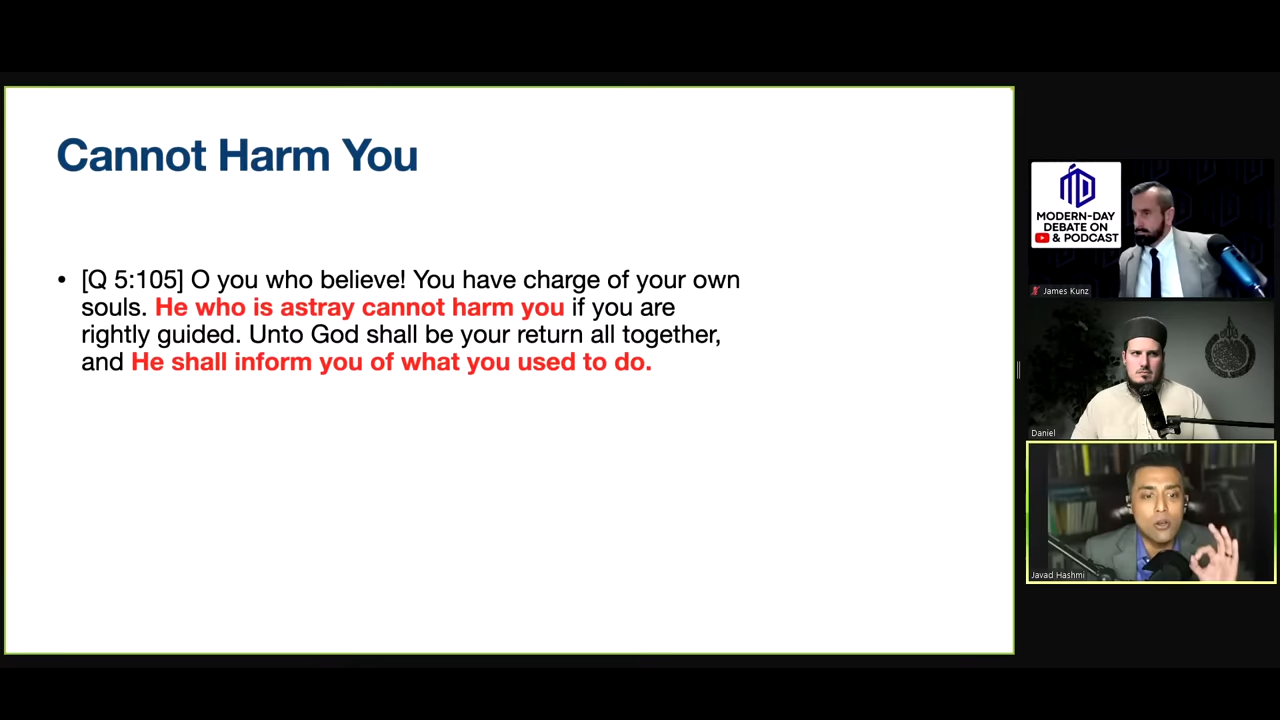 Cannot Harm You
• [Q 5:105] O you who believe! You have charge of your own
souls. He who is astray cannot harm you if you are
rightly guided. Unto God shall be your return all together,
and He shall inform you of what you used to do.
MODERN-DAY
DEBATE ON
& PODCAST
James Kunz
Daniel
Javad Hashmi